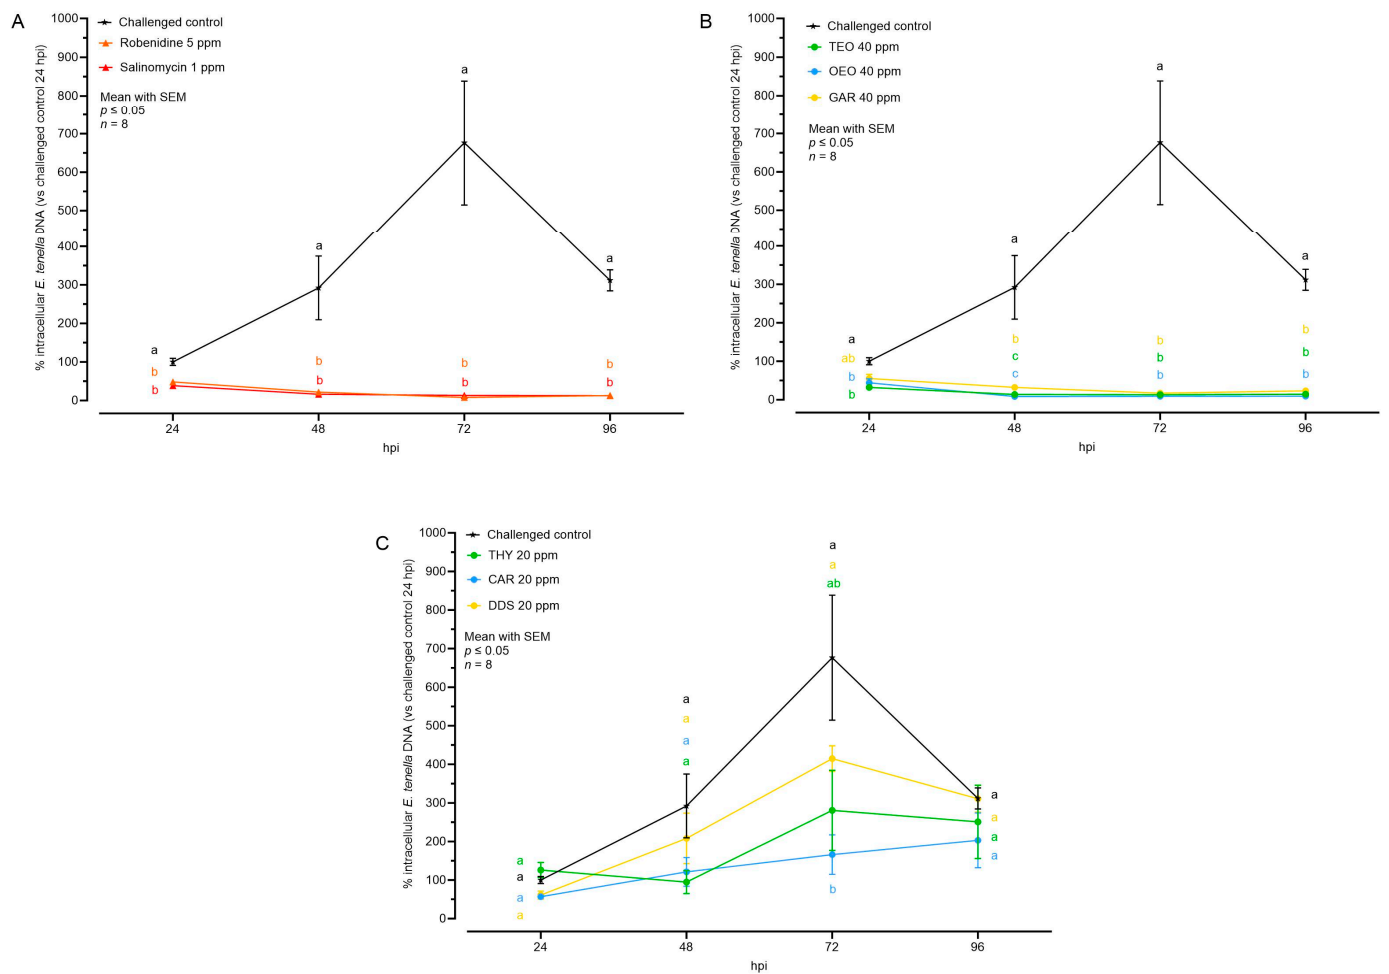 A
% intracellular E. tenella DNA (vs challenged control 24 hpi)
1000
900
800
700
600
500
400
300
200
100
0
Challenged control
Robenidine 5 ppm
Salinomycin 1 ppm
Mean with SEM
p ≤ 0.05
n = 8
a
b
b
a
b
b
a
b
b
a
b
b
24
48
72
96
hpi
B
% intracellular E. tenella DNA (vs challenged control 24 hpi)
1000
900
800
700
600
500
400
300
200
100
0
Challenged control
TEO 40 ppm
OEO 40 ppm
GAR 40 ppm
Mean with SEM
p ≤ 0.05
n = 8
a
ab
b
b
a
b
c
c
a
b
b
b
a
b
b
b
24
48
72
96
hpi
C
% intracellular E. tenella DNA (vs challenged control 24 hpi)
1000
900
800
700
600
500
400
300
200
100
0
Challenged control
THY 20 ppm
CAR 20 ppm
DDS 20 ppm
Mean with SEM
p ≤ 0.05
n = 8
a
a
a
a
a
a
a
a
a
a
ab
b
a
a
a
a
24
48
72
96
hpi